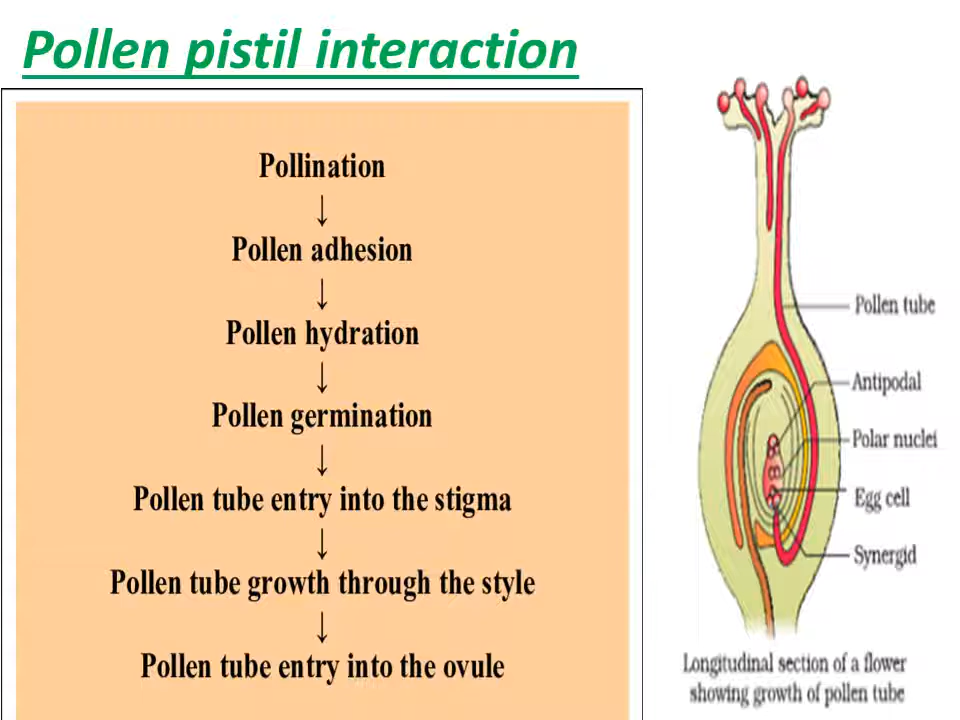 Pollen pistil interaction
Pollination
↓
Pollen adhesion
↓
Pollen hydration
↓
Pollen germination
↓
Pollen tube entry into the stigma
↓
Pollen tube growth through the style
↓
Pollen tube entry into the ovule
Pollen tube
Antipodal
Polar nuclei
Egg cell
Synergid
Longitudinal section of a flower
showing growth of pollen tube